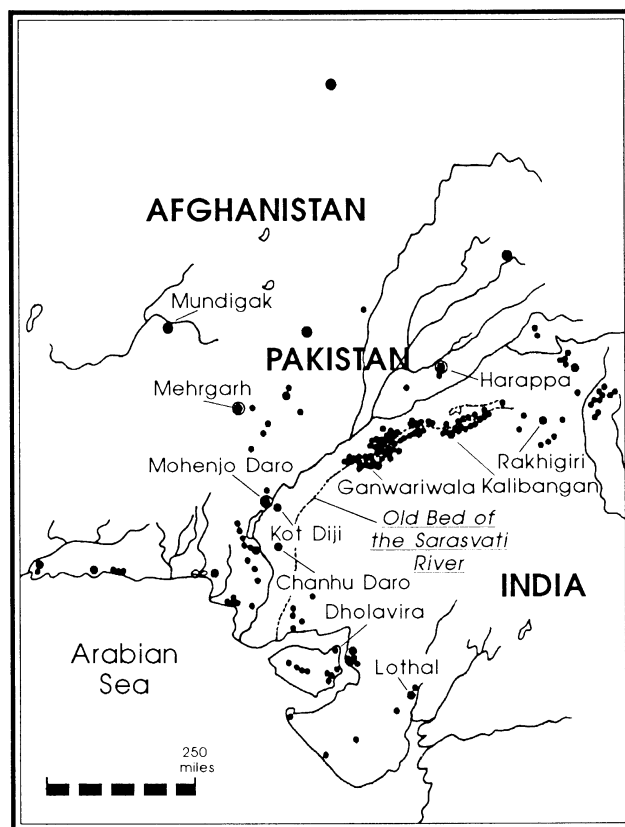 AFGHANISTAN
Mundigak
PAKISTAN
Mehrgarh
Harappa
Rakhigiri
Mohenjo Daro
Ganwariwala Kalibangan
Kot Diji
Old Bed of
the Sarasvati
River
Chanhu Daro
INDIA
Dholavira
Arabian
Sea
Lothal
250
miles